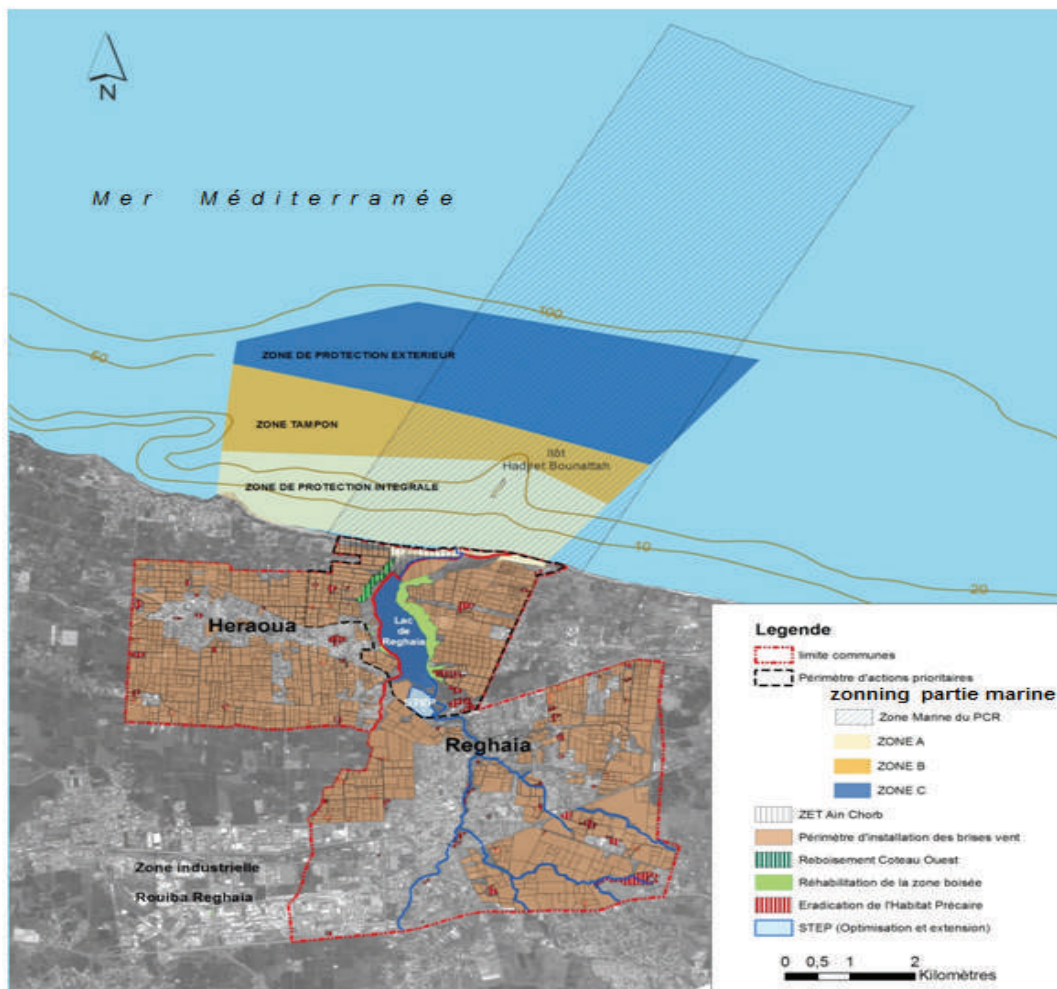 N
Mer Méditerranée
100
50
ZONE DE PROTECTION EXTERIEUR
ZONE TAMPON
Ilôt
Hadjret Bounattah
ZONE DE PROTECTION INTEGRALE
10
20
Heraoua
Lac
de
Reghaia
STEP
Reghaia
Zone industrielle
Rouiba Reghaia
Legende
limite communes
Périmètre d'actions prioritaires
zonning partie marine
Zone Marine du PCR
ZONE A
ZONE B
ZONE C
ZET Ain Chorb
Périmètre d'installation des brises vent
Reboisement Coteau Ouest
Réhabilitation de la zone boisée
Eradication de l'Habitat Précaire
STEP (Optimisation et extension)
0 0,5 1 2
Kilomètres